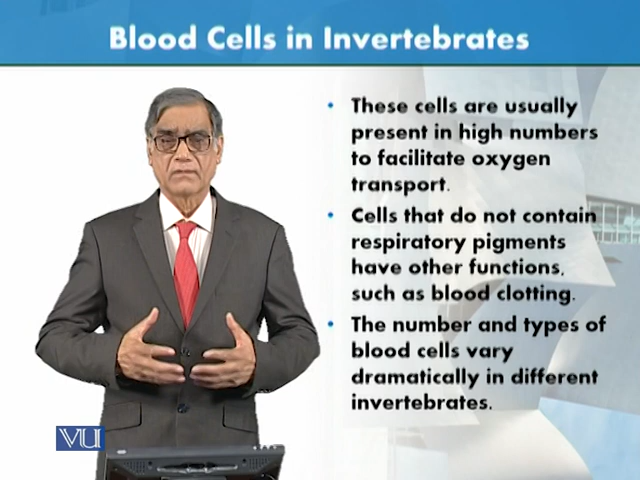 Blood Cells in Invertebrates
• These cells are usually
present in high numbers
to facilitate oxygen
transport.
• Cells that do not contain
respiratory pigments
have other functions,
such as blood clotting.
• The number and types of
blood cells vary
dramatically in different
invertebrates.
VU